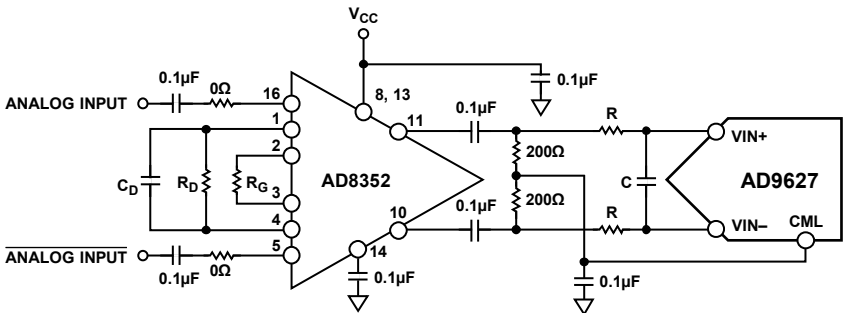 VCC
0.1µF
0Ω
ANALOG INPUT
16
8, 13
0.1µF
1
11
0.1µF
R
VIN+
2
200Ω
CD
RD
RG
AD8352
C
AD9627
3
200Ω
4
10
0.1µF
R
VIN–
CML
ANALOG INPUT
5
14
0.1µF
0Ω
0.1µF
0.1µF